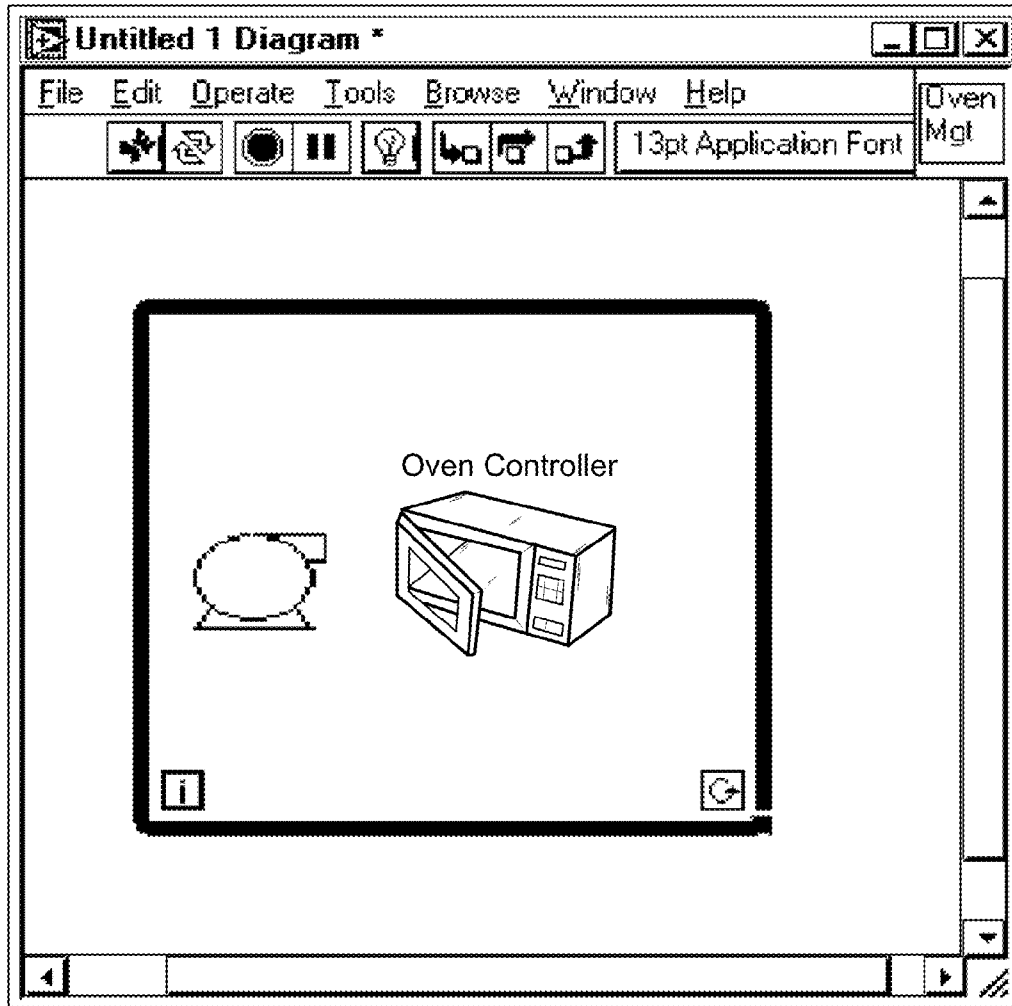 Untitled 1 Diagram *
File Edit Operate Tools Browse Window Help
Oven
Mgt
13pt Application Font
Oven Controller
i